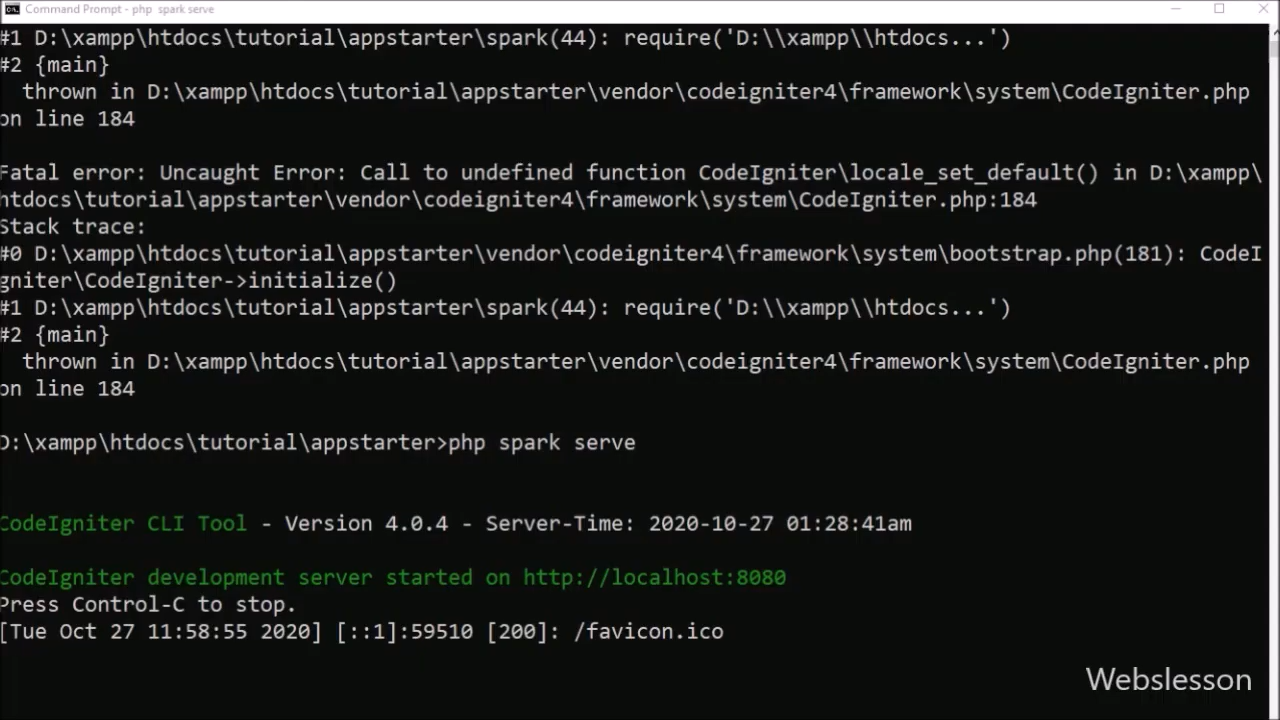 Command Prompt - php spark serve
#1 D:\xampp\htdocs\tutorial\appstarter\spark(44): require('D:\\xampp\\htdocs...')
#2 {main}
thrown in D:\xampp\htdocs\tutorial\appstarter\vendor\codeigniter4\framework\system\CodeIgniter.php
on line 184
Fatal error: Uncaught Error: Call to undefined function CodeIgniter\locale_set_default() in D:\xampp\
htdocs\tutorial\appstarter\vendor\codeigniter4\framework\system\CodeIgniter.php:184
Stack trace:
#0 D:\xampp\htdocs\tutorial\appstarter\vendor\codeigniter4\framework\system\bootstrap.php(181): CodeI
gniter\CodeIgniter->initialize()
#1 D:\xampp\htdocs\tutorial\appstarter\spark(44): require('D:\\xampp\\htdocs...')
#2 {main}
thrown in D:\xampp\htdocs\tutorial\appstarter\vendor\codeigniter4\framework\system\CodeIgniter.php
on line 184
D:\xampp\htdocs\tutorial\appstarter>php spark serve
CodeIgniter CLI Tool - Version 4.0.4 - Server-Time: 2020-10-27 01:28:41am
CodeIgniter development server started on http://localhost:8080
Press Control-C to stop.
[Tue Oct 27 11:58:55 2020] [::1]:59510 [200]: /favicon.ico
Webslesson